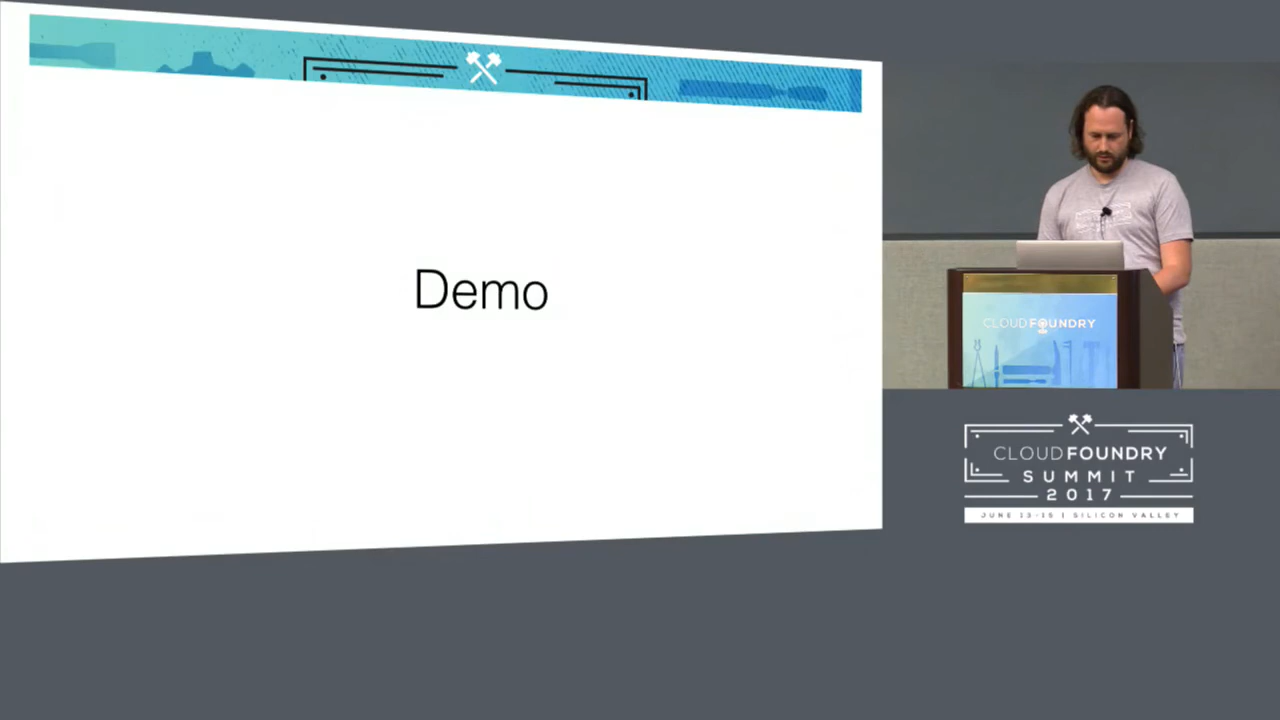 Demo
CLOUDFOUNDRY
CLOUDFOUNDRY
SUMMIT
2017
JUNE 13-15 | SILICON VALLEY